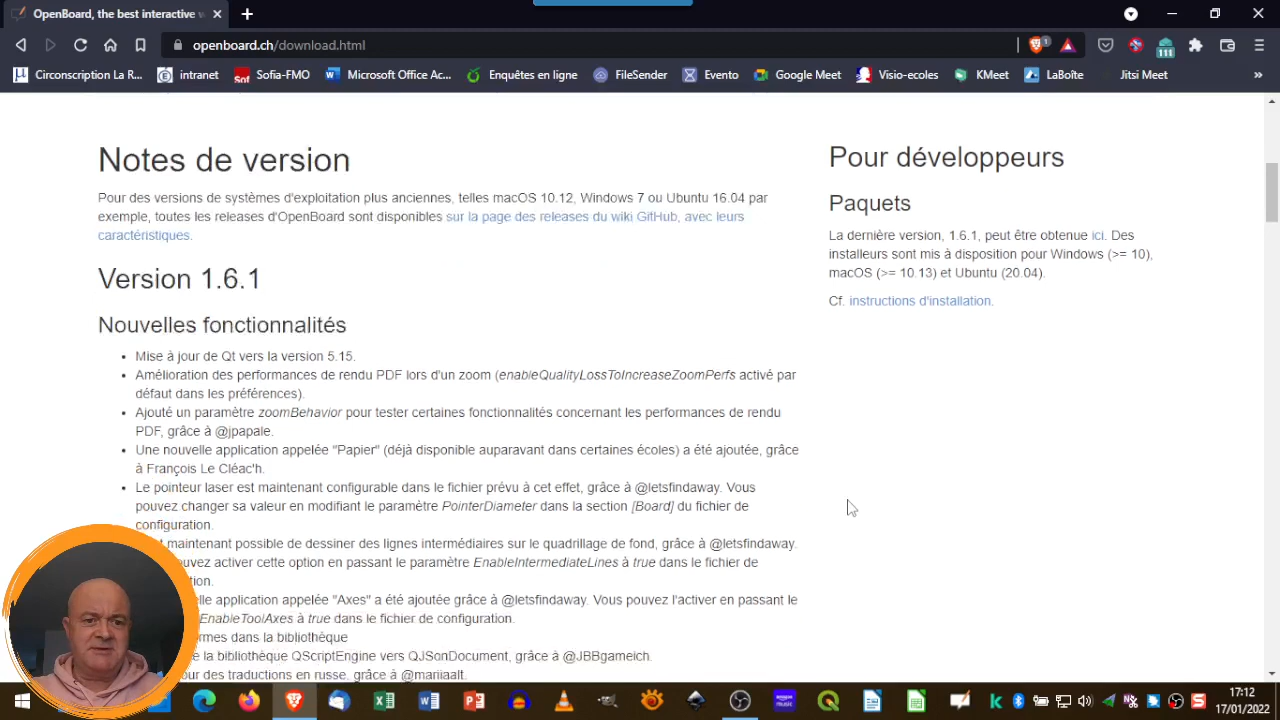 OpenBoard, the best interactive w
openboard.ch/download.html
1
111
Circonscription La R...
intranet
Sof
Sofia-FMO
Microsoft Office Ac...
Enquêtes en ligne
FileSender
Evento
Google Meet
Visio-ecoles
KMeet
LaBoîte
Jitsi Meet
»
Notes de version
Pour des versions de systèmes d'exploitation plus anciennes, telles macOS 10.12, Windows 7 ou Ubuntu 16.04 par
exemple, toutes les releases d'OpenBoard sont disponibles sur la page des releases du wiki GitHub, avec leurs
caractéristiques.
Version 1.6.1
Nouvelles fonctionnalités
• Mise à jour de Qt vers la version 5.15.
• Amélioration des performances de rendu PDF lors d'un zoom (enableQualityLossToIncreaseZoomPerfs activé par
défaut dans les préférences).
• Ajouté un paramètre zoomBehavior pour tester certaines fonctionnalités concernant les performances de rendu
PDF, grâce à @jpapale.
• Une nouvelle application appelée "Papier" (déjà disponible auparavant dans certaines écoles) a été ajoutée, grâce
à François Le Cléac'h.
• Le pointeur laser est maintenant configurable dans le fichier prévu à cet effet, grâce à @letsfindaway. Vous
pouvez changer sa valeur en modifiant le paramètre PointerDiameter dans la section [Board] du fichier de
configuration.
maintenant possible de dessiner des lignes intermédiaires sur le quadrillage de fond, grâce à @letsfindaway.
uvez activer cette option en passant le paramètre EnableIntermediateLines à true dans le fichier de
tion.
elle application appelée "Axes" a été ajoutée grâce à @letsfindaway. Vous pouvez l'activer en passant le
EnableToolAxes à true dans le fichier de configuration.
rmes dans la bibliothéque
e la bibliothèque QScriptEngine vers QJSonDocument, grâce à @JBBgameich.
our des traductions en russe, grâce à @mariiaalt.
Pour développeurs
Paquets
La dernière version, 1.6.1, peut être obtenue ici. Des
installeurs sont mis à disposition pour Windows (>= 10),
macOS (>= 10.13) et Ubuntu (20.04).
Cf. instructions d'installation.
17:12
17/01/2022